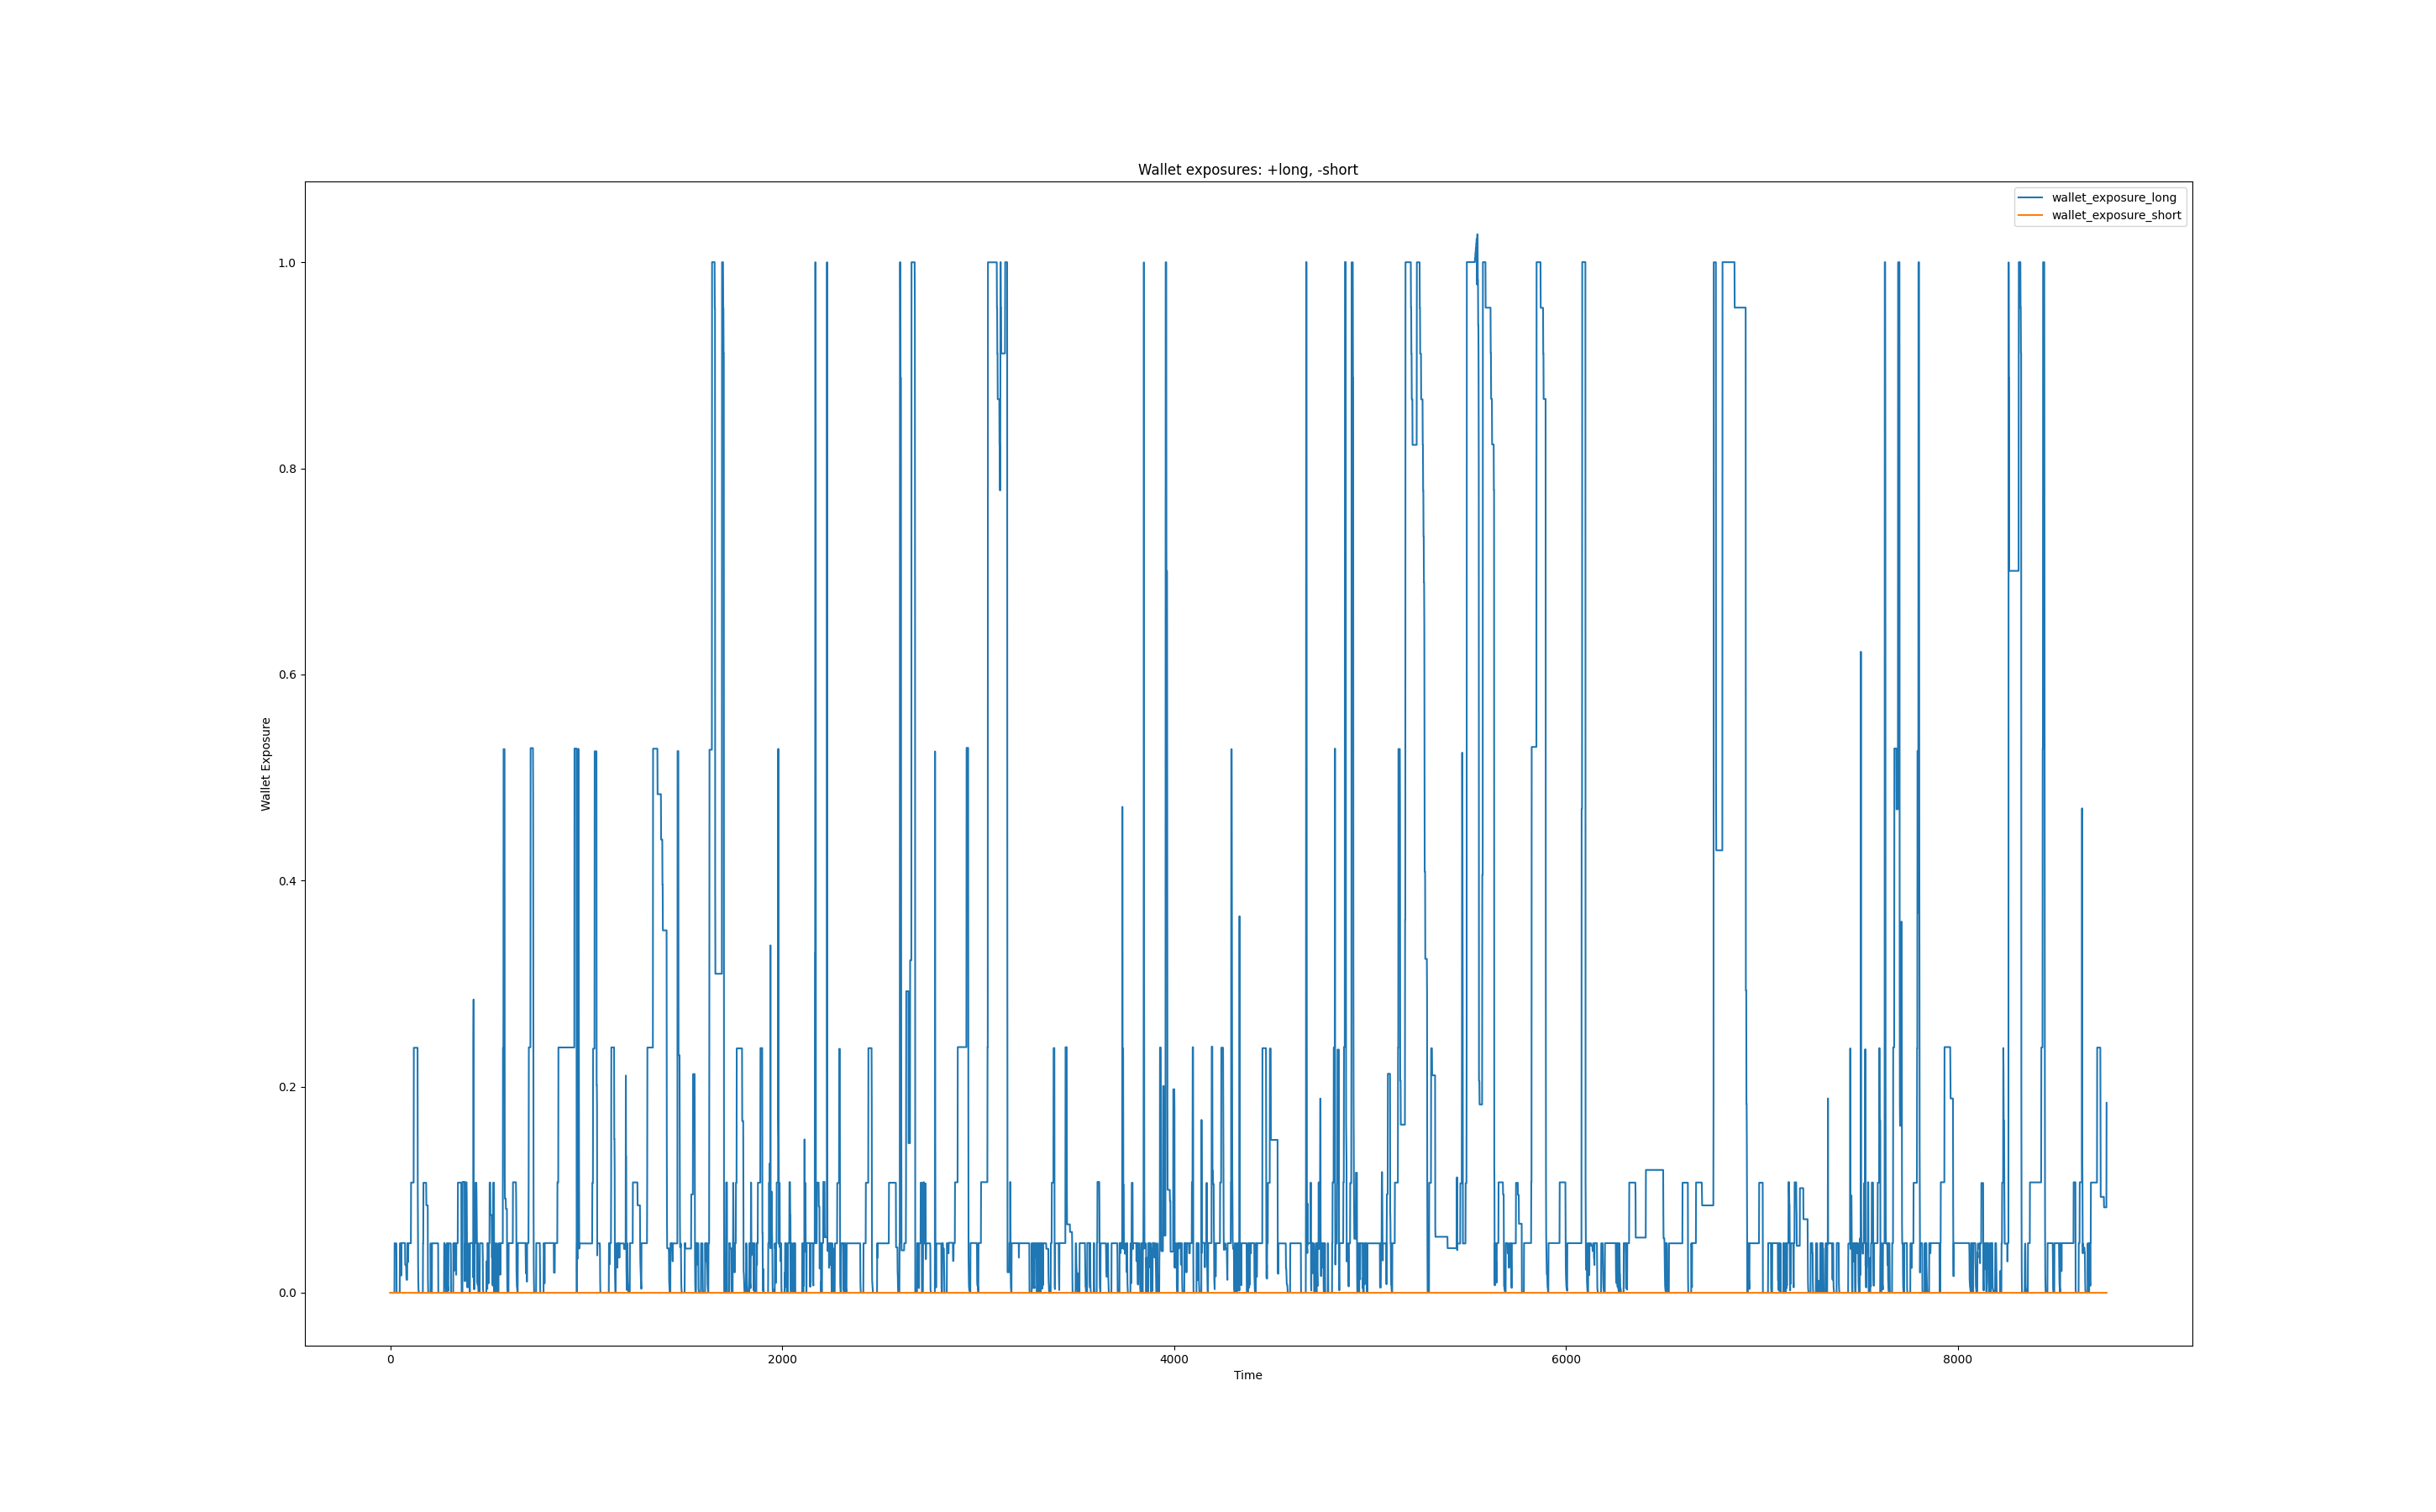 Wallet exposures: +long, -short
wallet_exposure_long
wallet_exposure_short
1.0
0.8
0.6
0.4
0.2
0.0
Wallet Exposure
0
2000
4000
6000
8000
Time